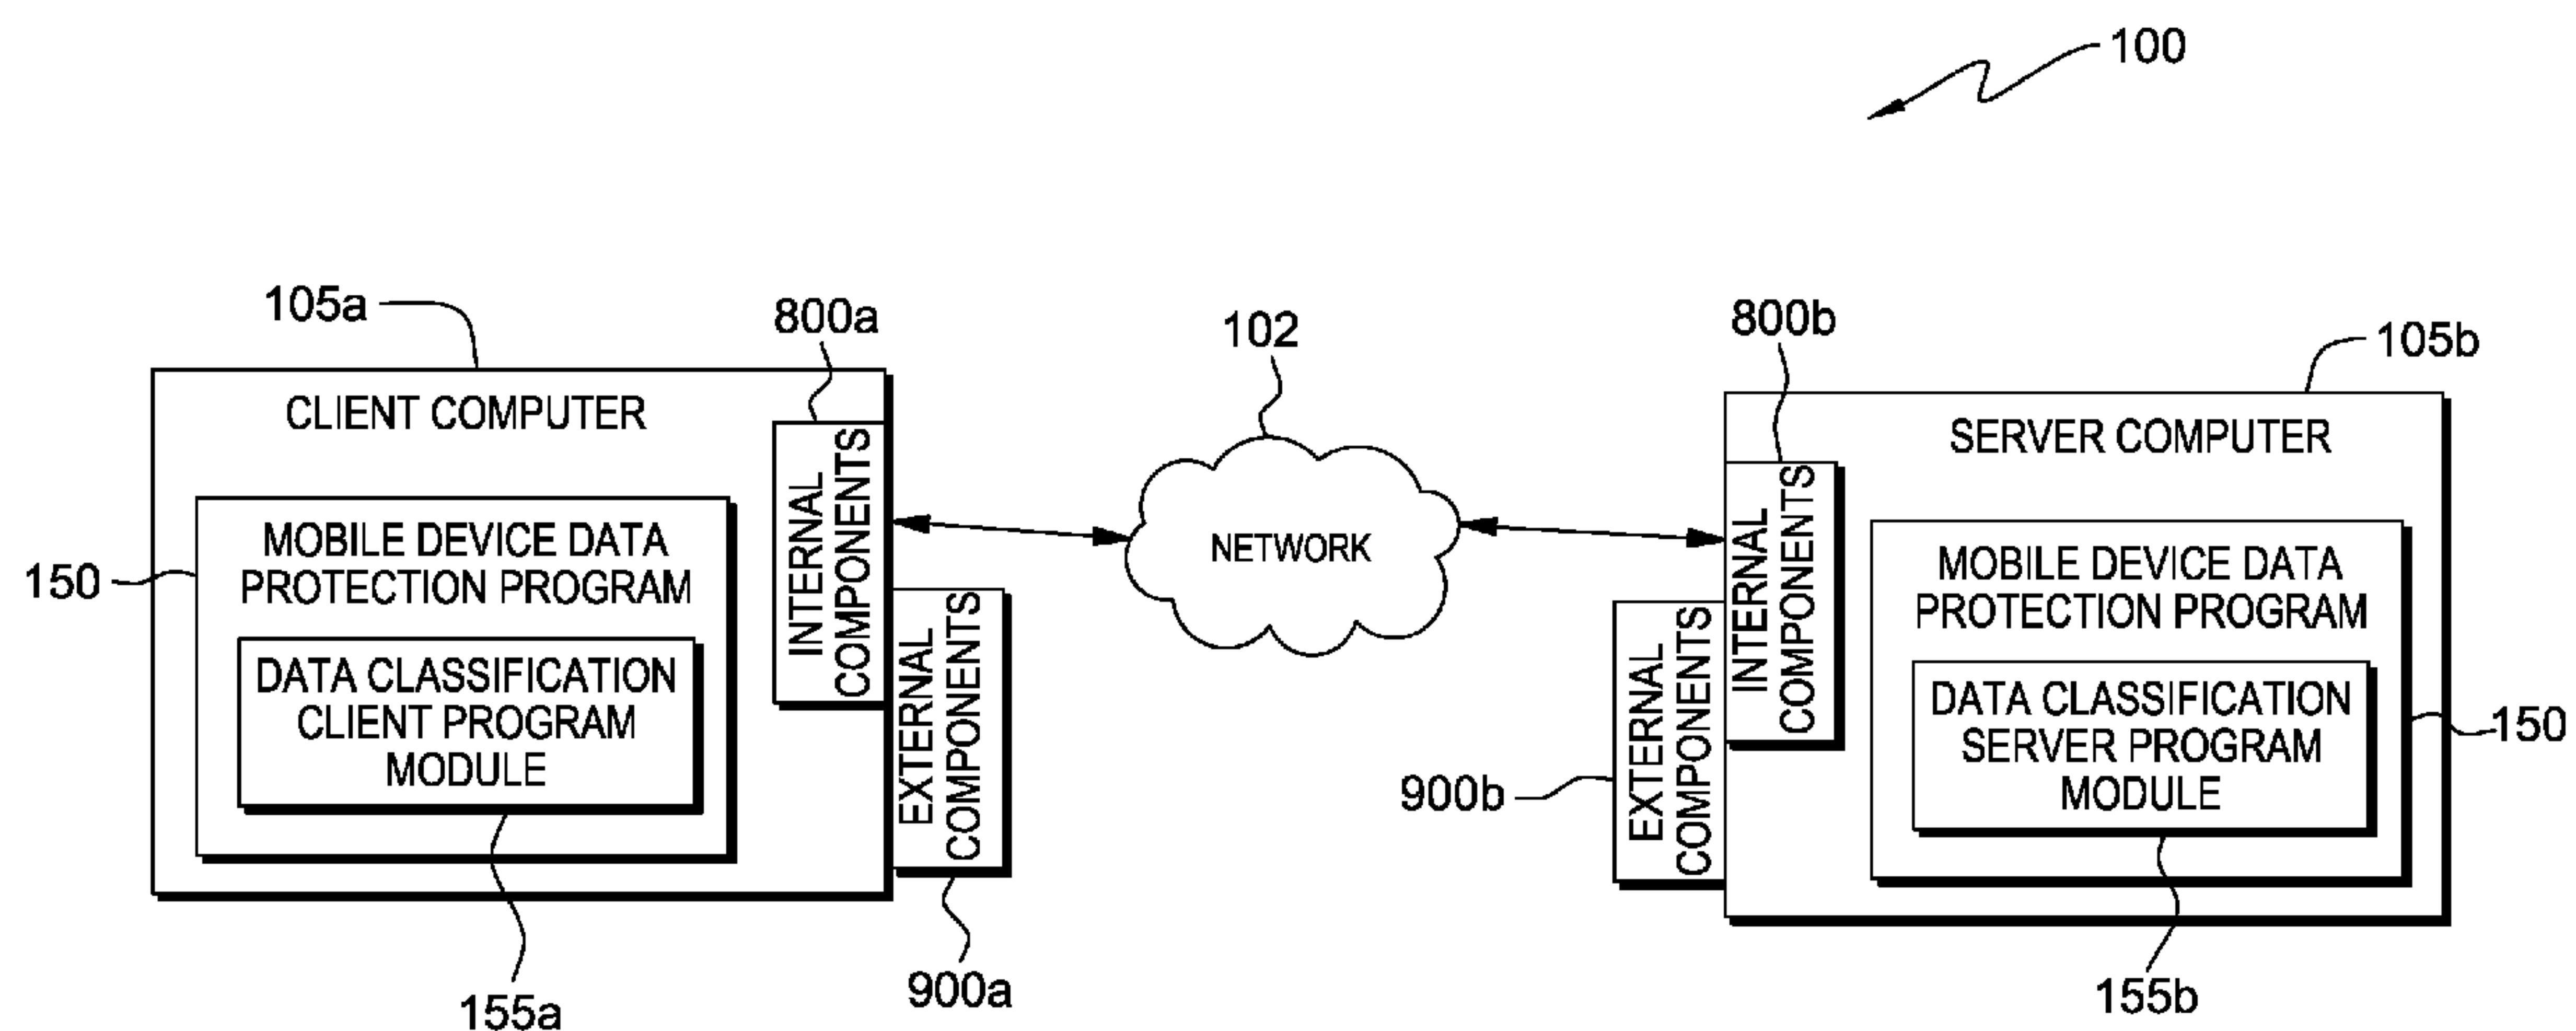 100
105a
800a
102
800b
105b
CLIENT COMPUTER
INTERNAL
COMPONENTS
MOBILE DEVICE DATA
PROTECTION PROGRAM
150
DATA CLASSIFICATION
CLIENT PROGRAM
MODULE
EXTERNAL
COMPONENTS
155a
900a
NETWORK
SERVER COMPUTER
INTERNAL
COMPONENTS
EXTERNAL
COMPONENTS
900b
MOBILE DEVICE DATA
PROTECTION PROGRAM
DATA CLASSIFICATION
SERVER PROGRAM
MODULE
150
155b